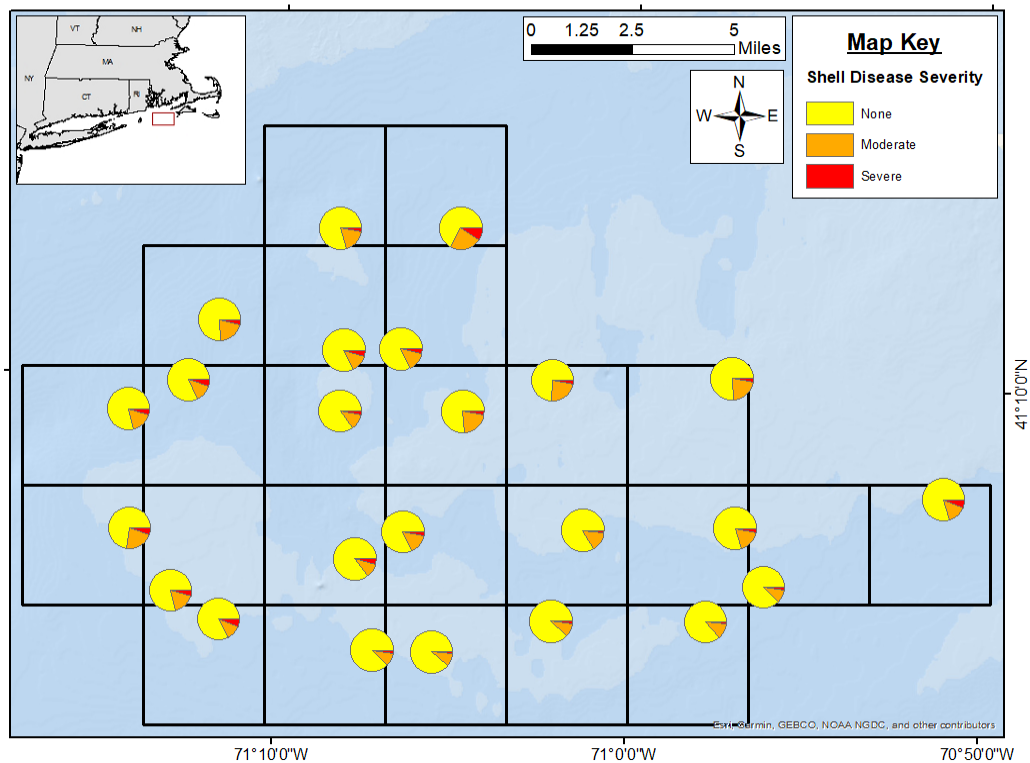 VT
NH
NY
MA
CT
RI
0 1.25 2.5 5
Miles
N
W E
S
Map Key
Shell Disease Severity
None
Moderate
Severe
41°10'0"N
Esri, Garmin, GEBCO, NOAA NGDC, and other contributors
71°10'0"W 71°0'0"W 70°50'0"W